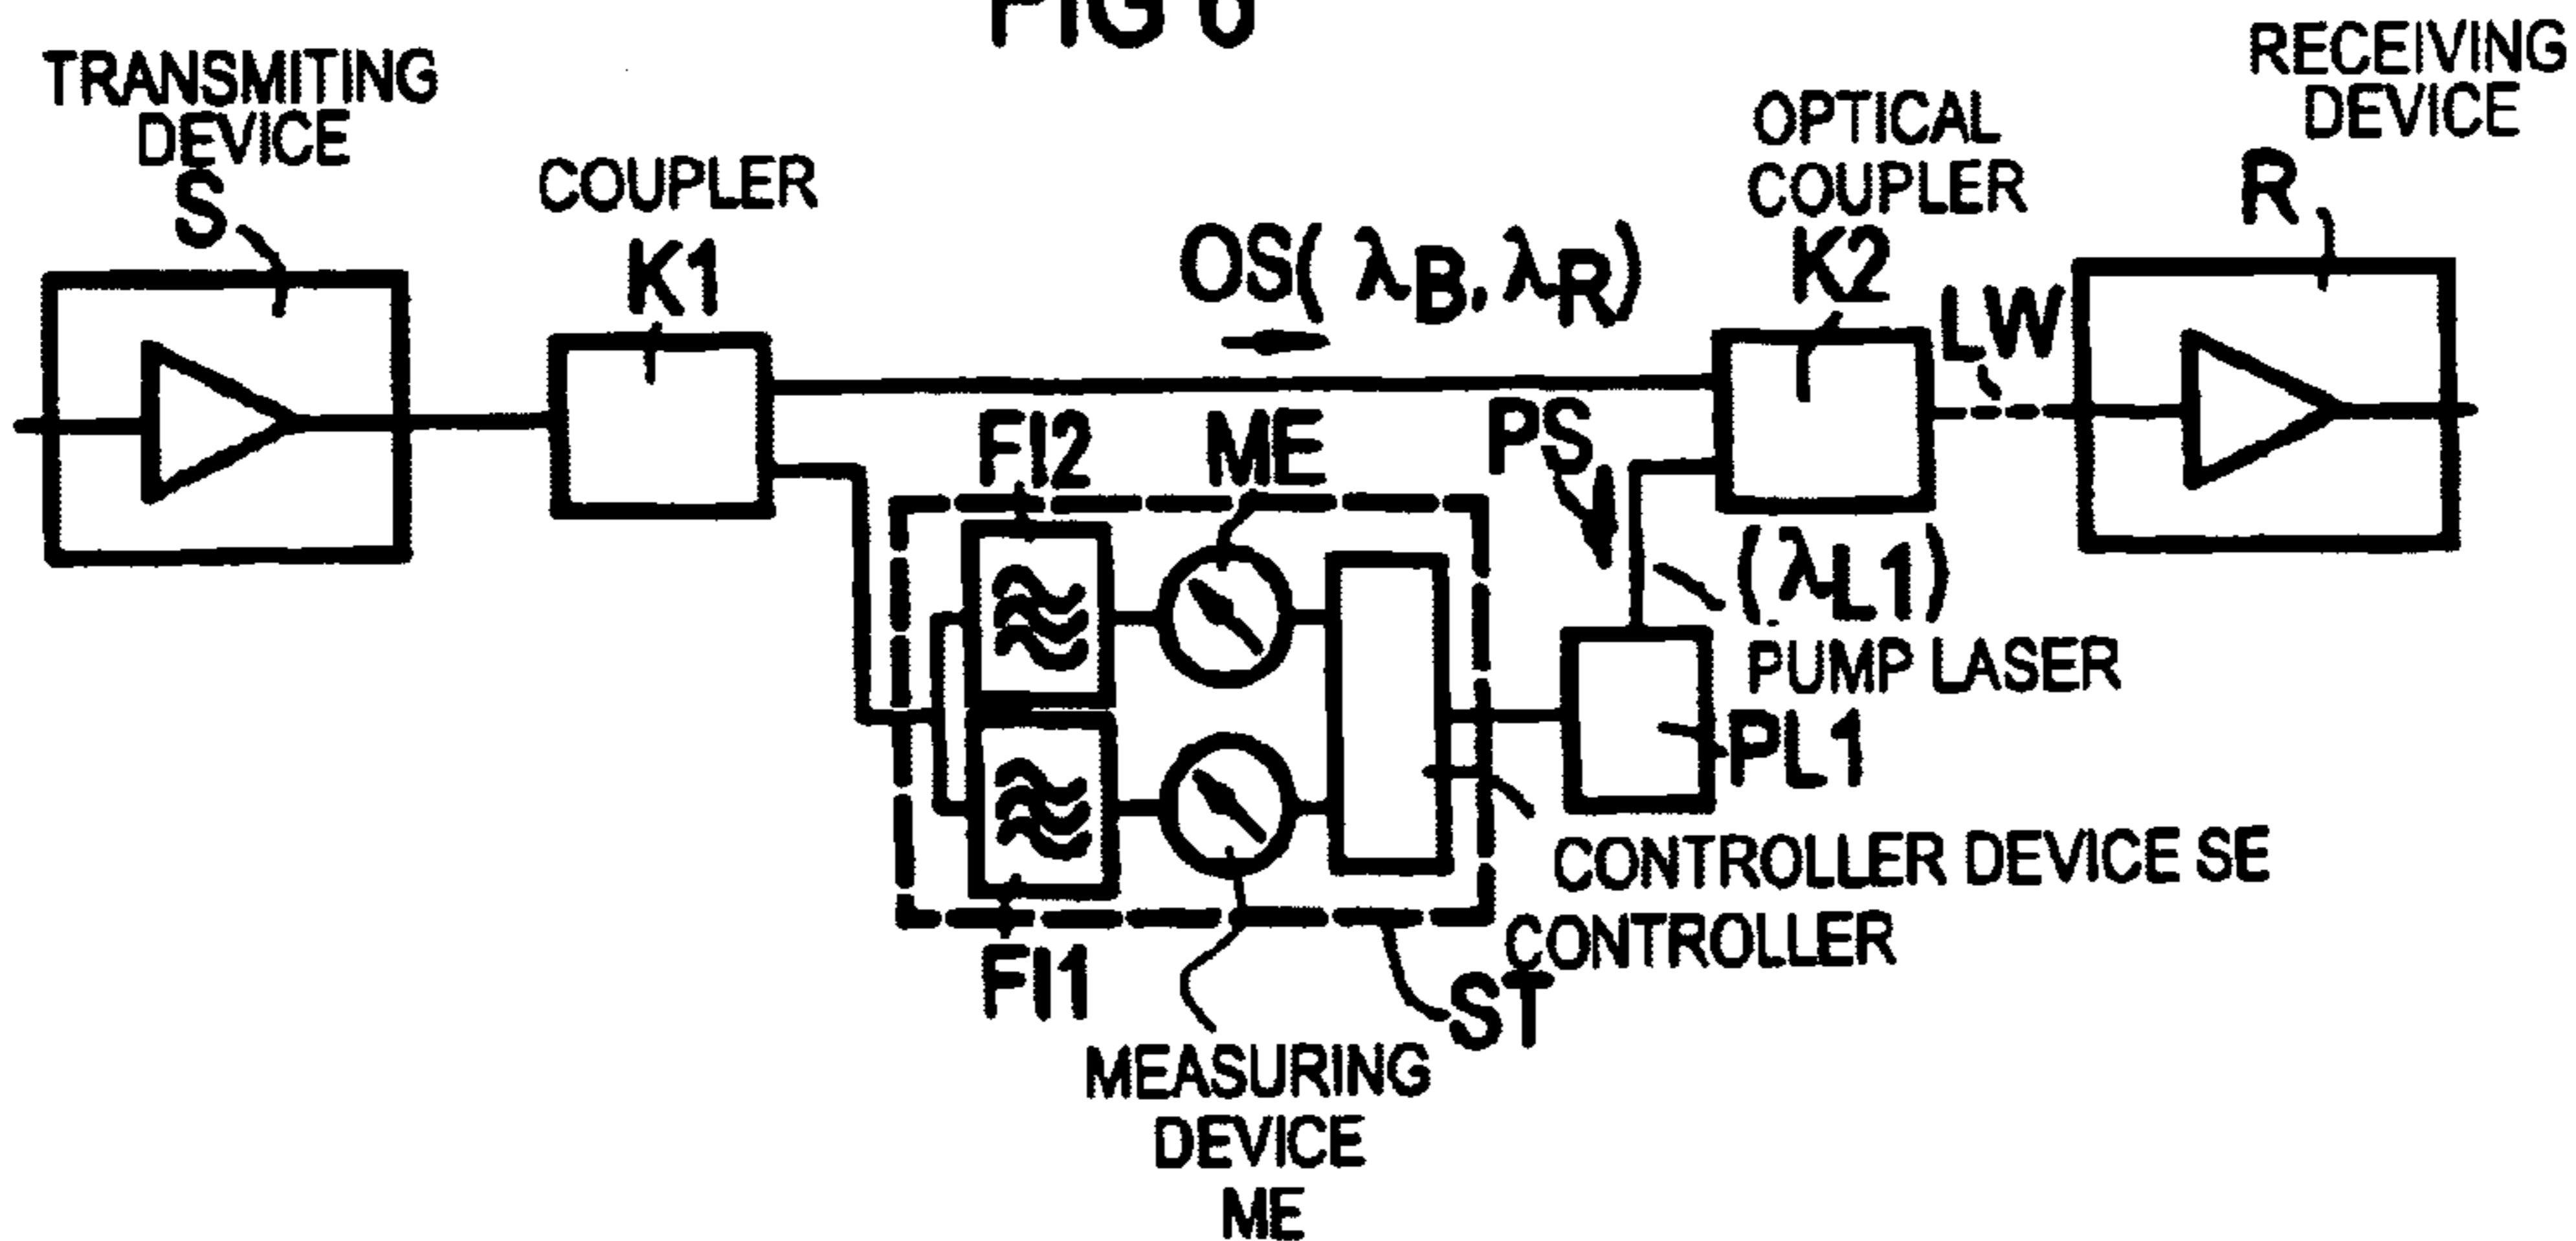 FIG 6
TRANSMITING
DEVICE
S
COUPLER
K1
OS( λB, λR)
OPTICAL
COUPLER
K2
LW
RECEIVING
DEVICE
R
FI2
ME
PS
(λL1)
PUMP LASER
PL1
CONTROLLER DEVICE SE
CONTROLLER
ST
FI1
MEASURING
DEVICE
ME